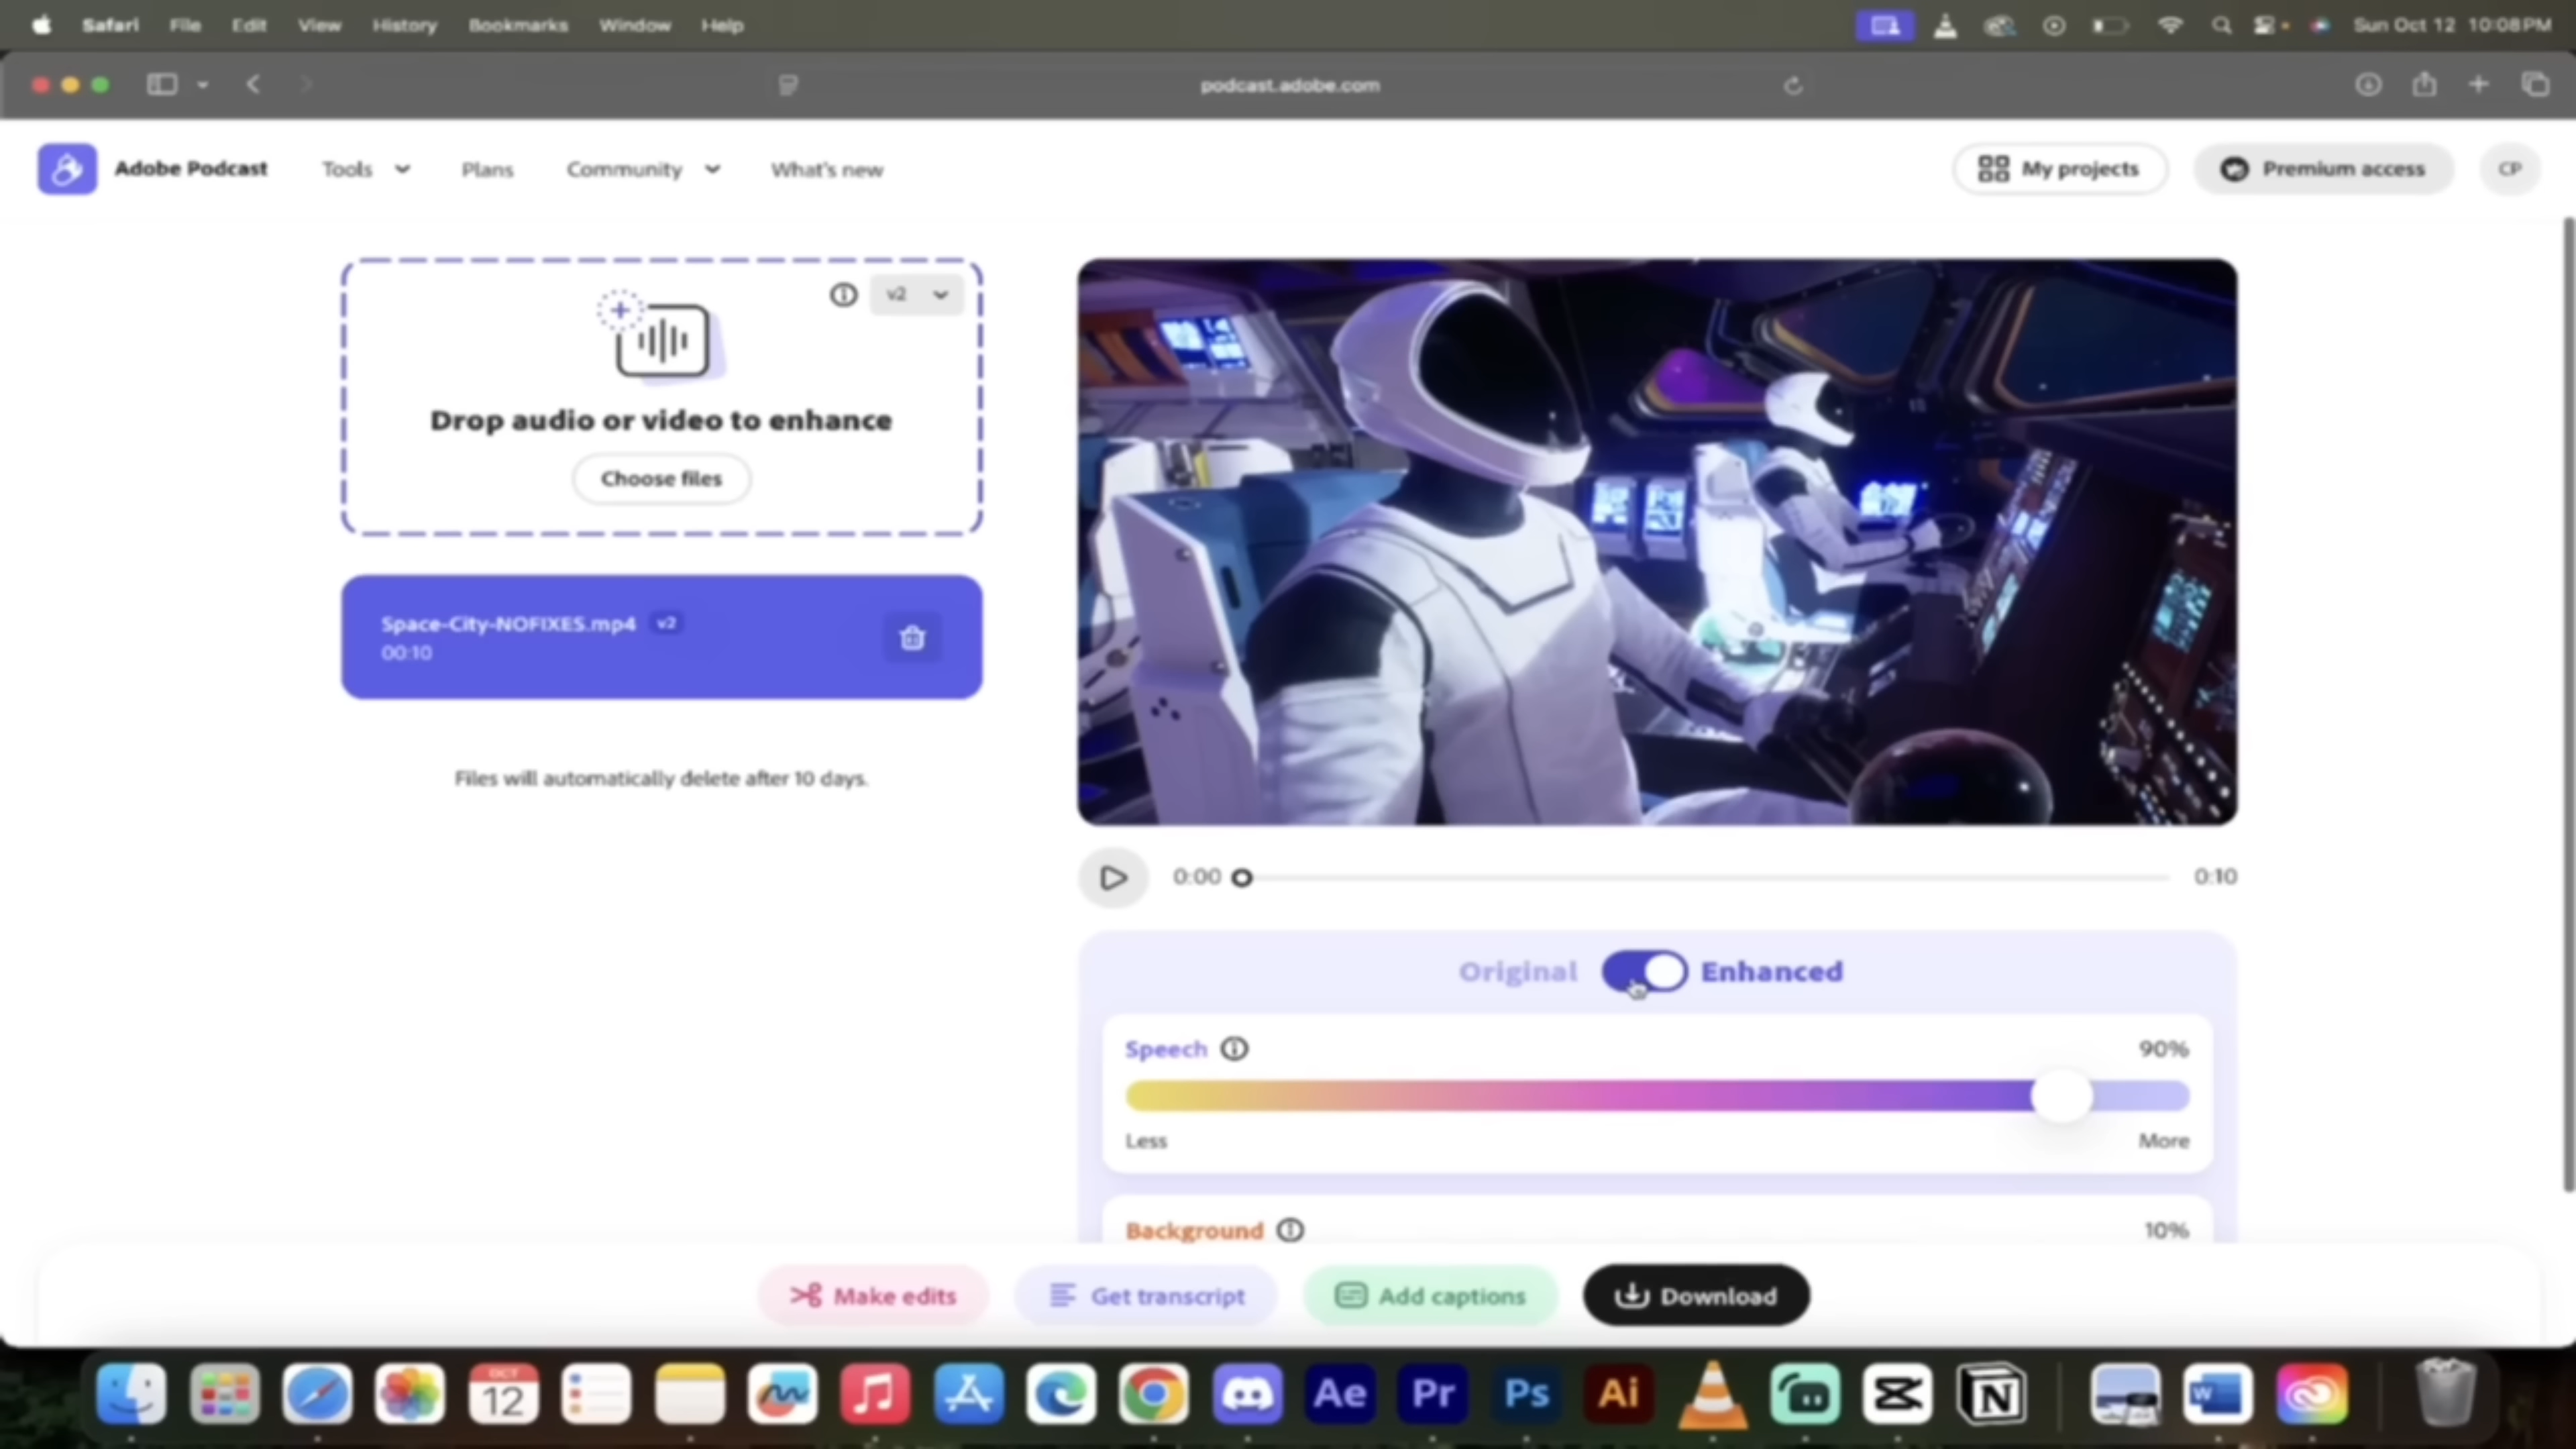 Safari File Edit View History Bookmarks Window Help Sun Oct 12 10:08 PM
podcast.adobe.com
Adobe Podcast Tools Plans Community What's new My projects Premium access CP
v2
Drop audio or video to enhance
Choose files
Space-City-NOFIXES.mp4 v2
00:10
Files will automatically delete after 10 days.
15
0:00 0:10
Original Enhanced
Speech 90%
Less More
Background 10%
Make edits Get transcript Add captions Download
OCT
12
Ae Pr Ps Ai N W